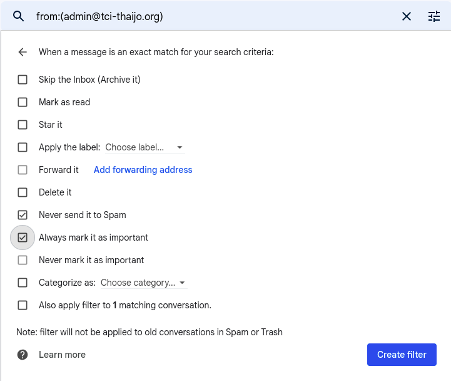 from:(admin@tci-thaijo.org)
When a message is an exact match for your search criteria:
Skip the Inbox (Archive it)
Mark as read
Star it
Apply the label: Choose label...
Forward it Add forwarding address
Delete it
Never send it to Spam
Always mark it as important
Never mark it as important
Categorize as: Choose category...
Also apply filter to 1 matching conversation.
Note: filter will not be applied to old conversations in Spam or Trash
Learn more
Create filter